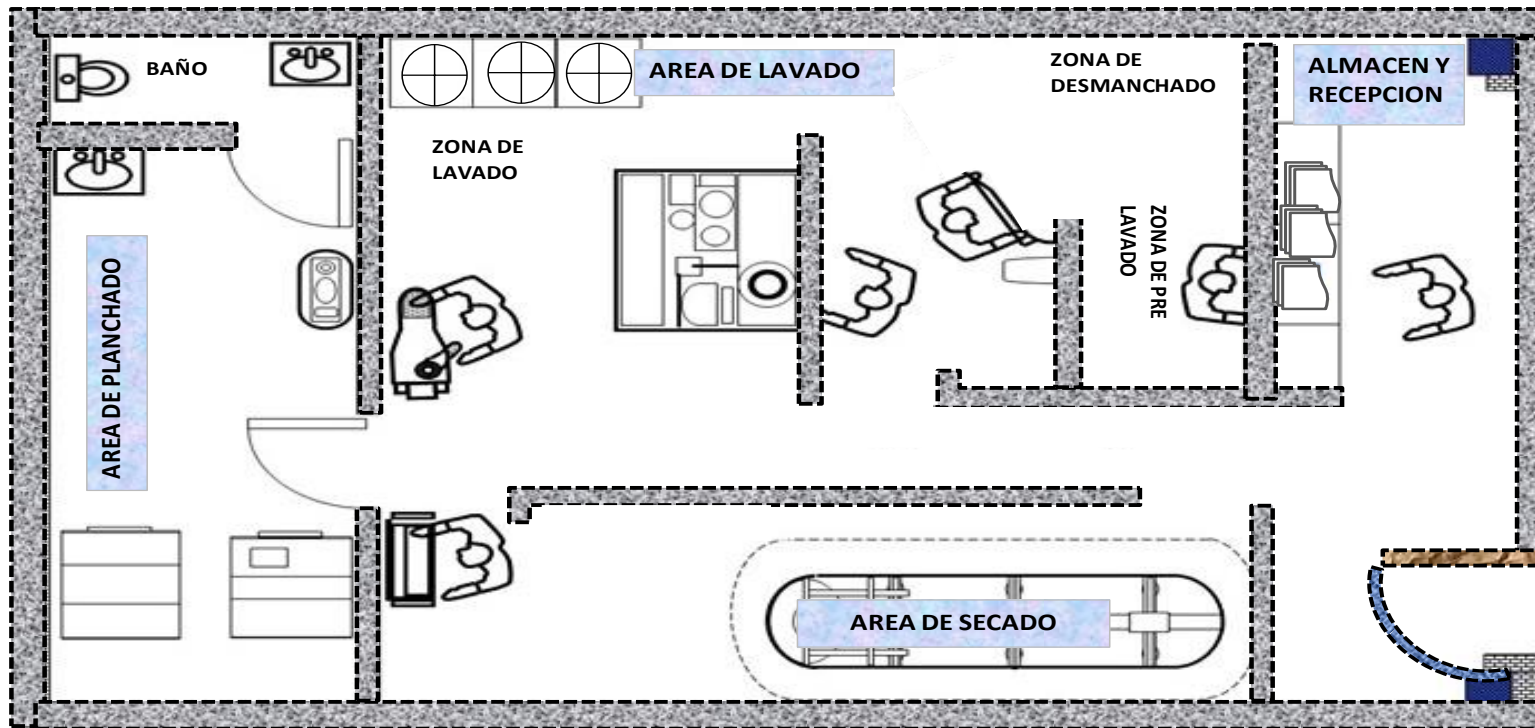 BAÑO
AREA DE LAVADO
ZONA DE
DESMANCHADO
ALMACEN Y
RECEPCION
ZONA DE
LAVADO
ZONA DE PRE
LAVADO
AREA DE PLANCHADO
AREA DE SECADO